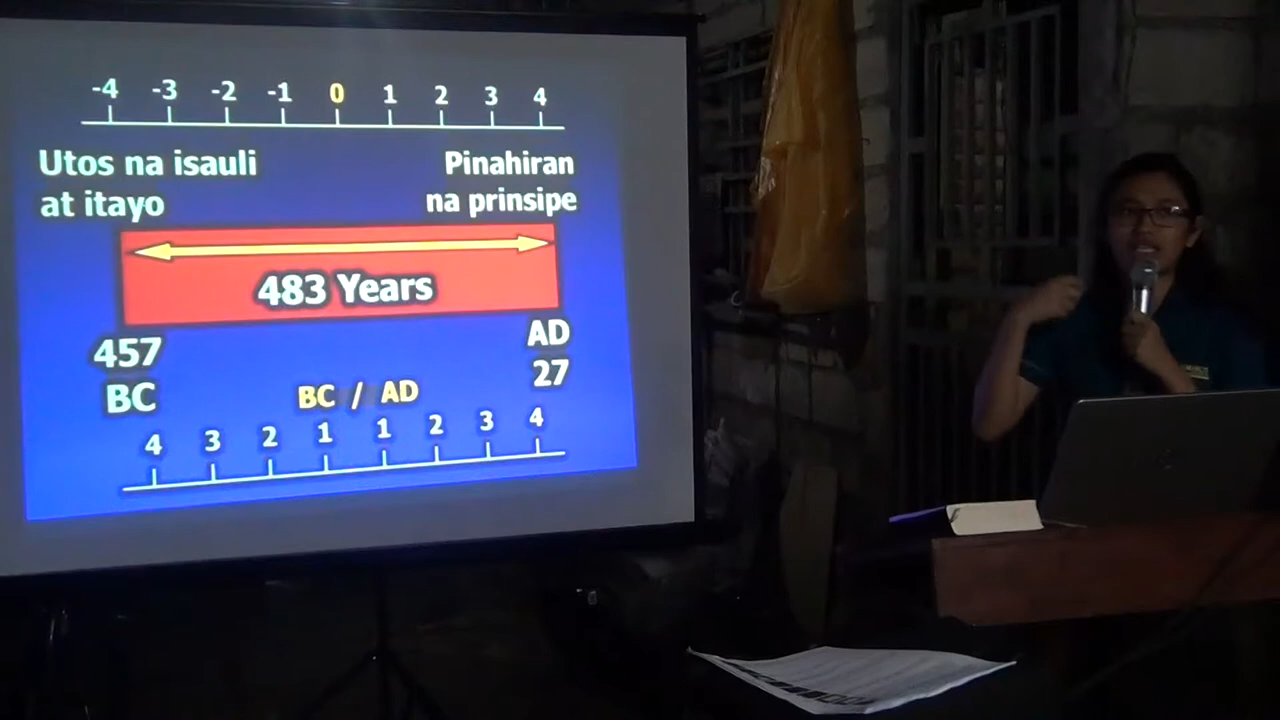 -4 -3 -2 -1 0 1 2 3 4
Utos na isauli
at itayo
Pinahiran
na prinsipe
483 Years
457
BC
AD
27
BC / AD
4 3 2 1 1 2 3 4